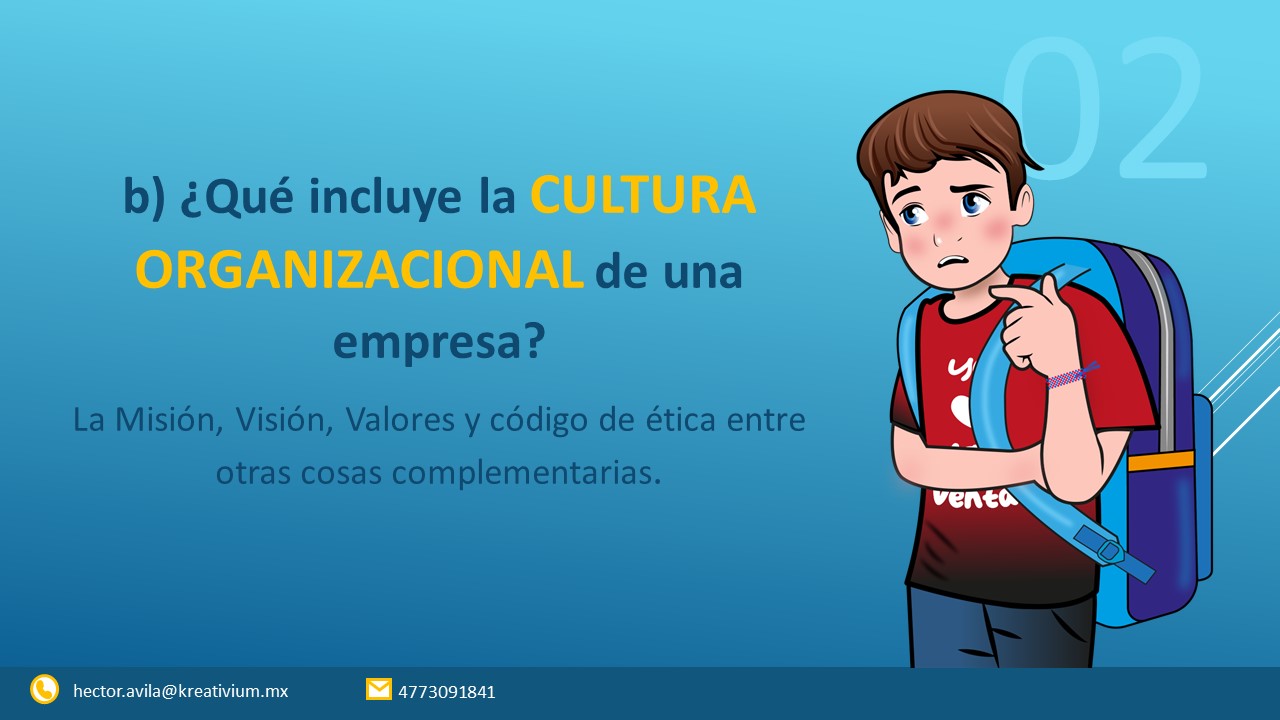 02
b) ¿Qué incluye la CULTURA
ORGANIZACIONAL de una
empresa?
La Misión, Visión, Valores y código de ética entre
otras cosas complementarias.
venta
hector.avila@kreativium.mx
4773091841